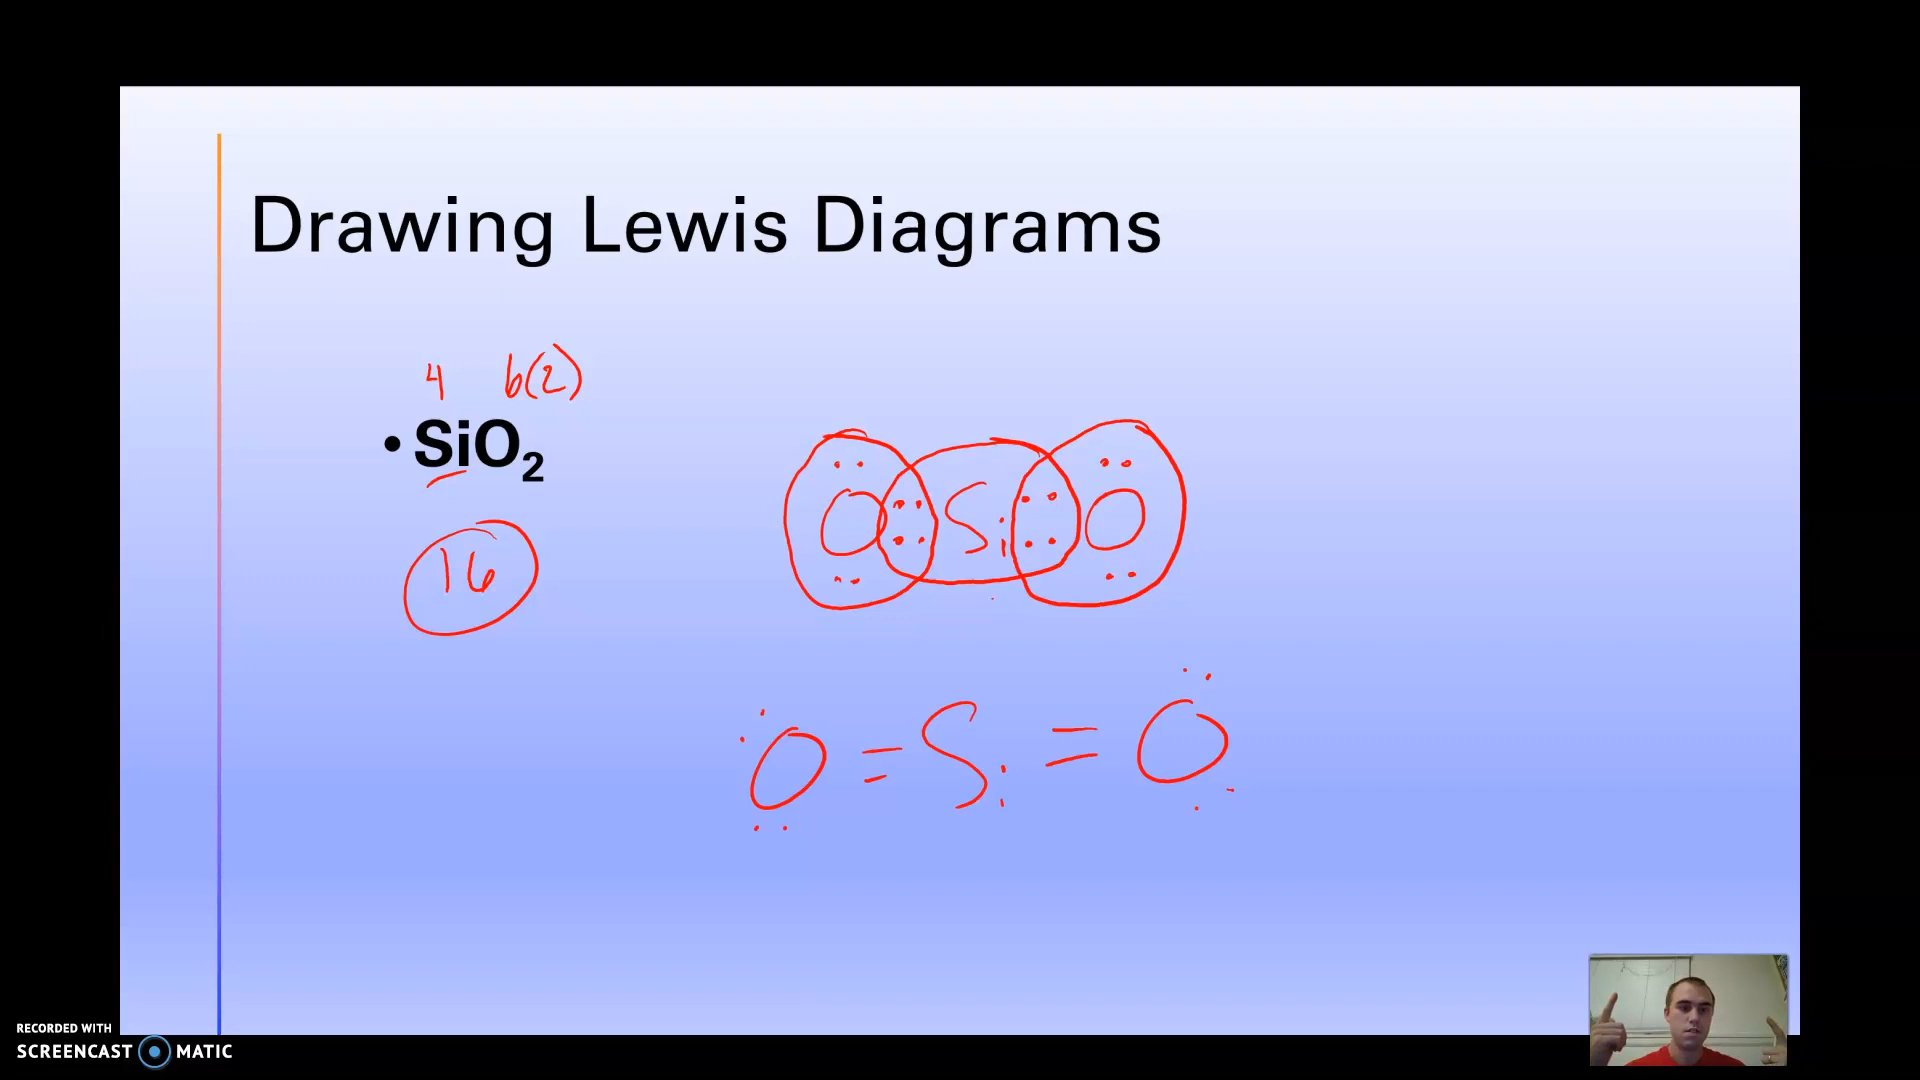 Drawing Lewis Diagrams
4 6(2)
• SiO₂
16
O Si O
O = Si = O
RECORDED WITH
SCREENCAST MATIC